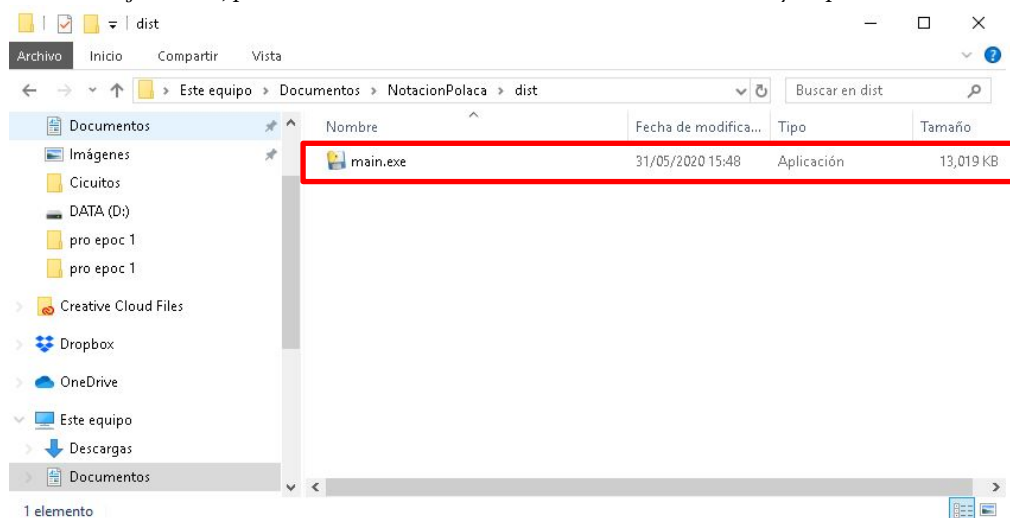 dist
Archivo Inicio Compartir Vista
Este equipo > Documentos > NotacionPolaca > dist
Buscar en dist
Nombre Fecha de modifica... Tipo Tamaño
main.exe 31/05/2020 15:48 Aplicación 13,019 KB
Documentos
Imágenes
Cicuitos
DATA (D:)
pro epoc 1
pro epoc 1
Creative Cloud Files
Dropbox
OneDrive
Este equipo
Descargas
Documentos
1 elemento